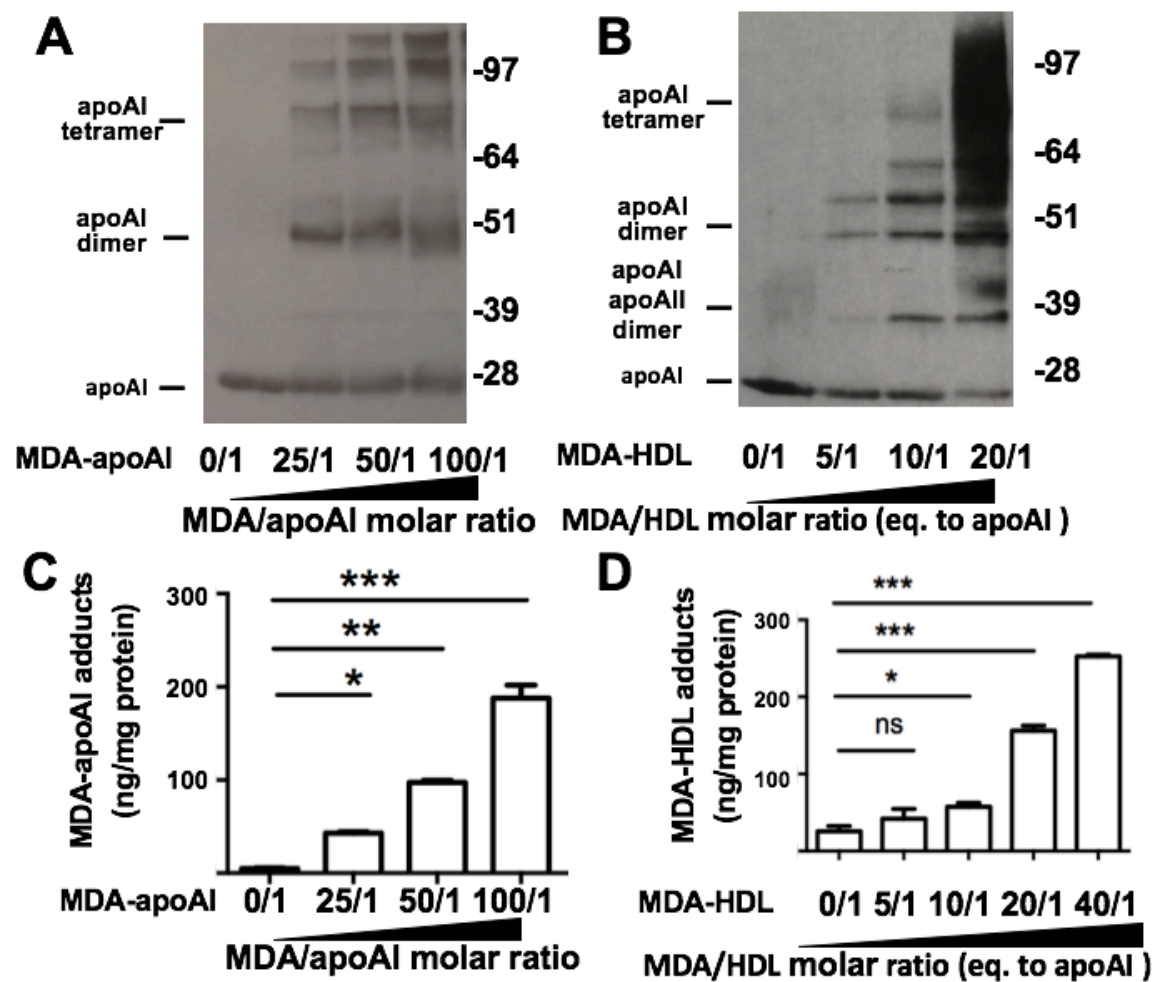 A
apoAI
tetramer
apoAI
dimer
apoAI
-97
-64
-51
-39
-28
MDA-apoAI 0/1 25/1 50/1 100/1
MDA/apoAI molar ratio
B
apoAI
tetramer
apoAI
dimer
apoAI
apoAII
dimer
apoAI
-97
-64
-51
-39
-28
MDA-HDL 0/1 5/1 10/1 20/1
MDA/HDL molar ratio (eq. to apoAI )
C
MDA-apoAI adducts
(ng/mg protein)
300
200
100
***
**
*
MDA-apoAI 0/1 25/1 50/1 100/1
MDA/apoAI molar ratio
D
MDA-HDL adducts
(ng/mg protein)
300
200
100
***
***
*
ns
MDA-HDL 0/1 5/1 10/1 20/1 40/1
MDA/HDL molar ratio (eq. to apoAI )